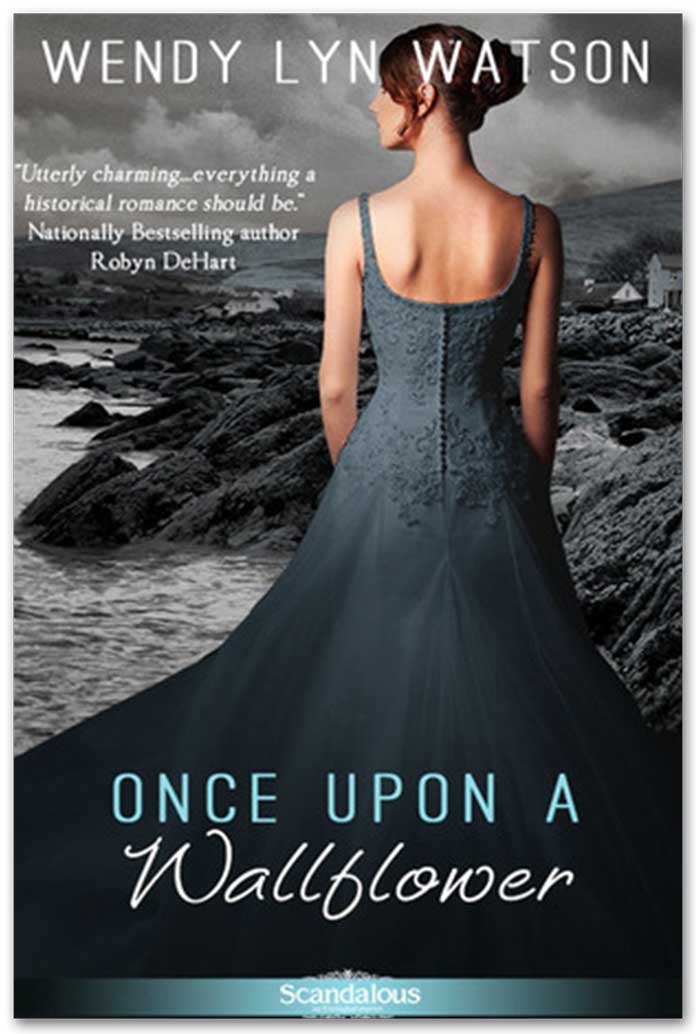 WENDY LYN WATSON
"Utterly charming...everything a
historical romance should be."
Nationally Bestselling author
Robyn DeHart
ONCE UPON A
Wallflower
Scandalous